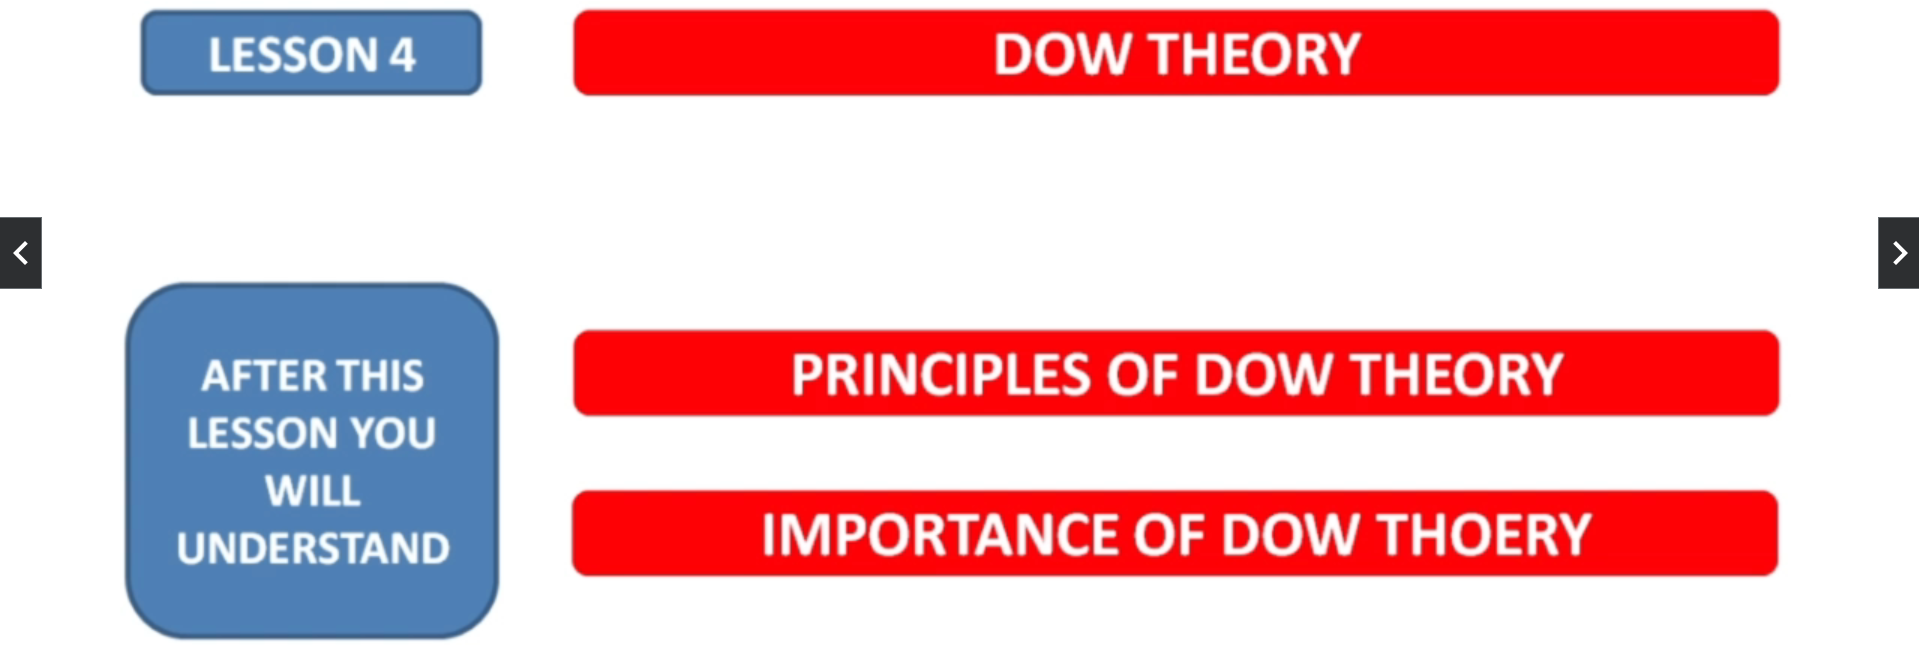 LESSON 4
DOW THEORY
AFTER THIS
LESSON YOU
WILL
UNDERSTAND
PRINCIPLES OF DOW THEORY
IMPORTANCE OF DOW THOERY